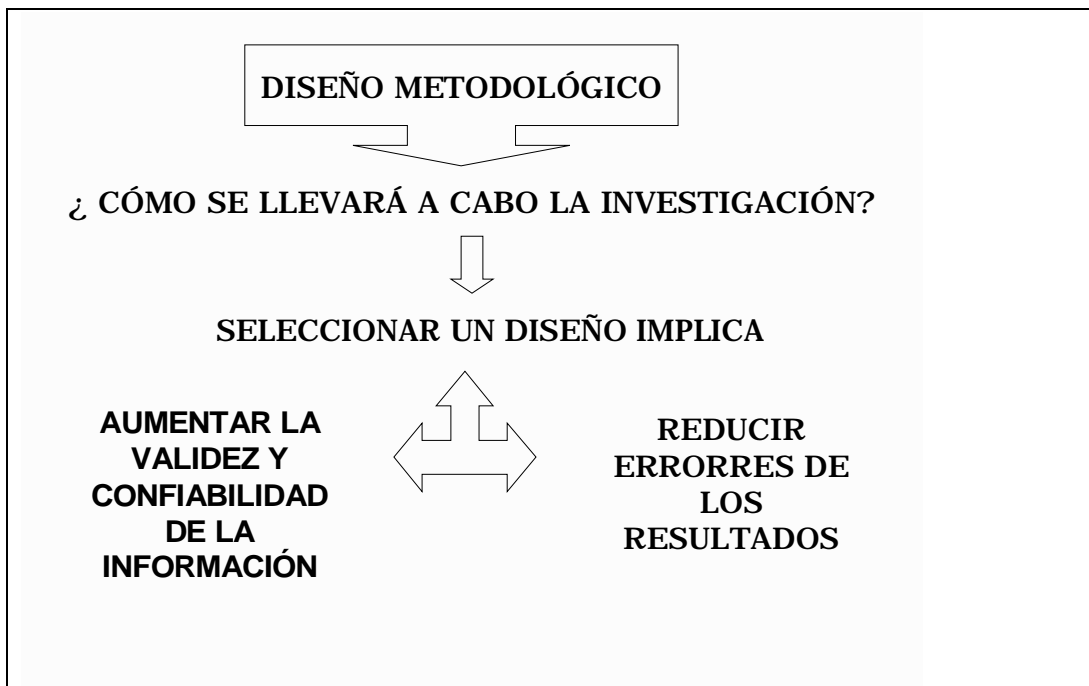 DISEÑO METODOLÓGICO
¿ CÓMO SE LLEVARÁ A CABO LA INVESTIGACIÓN?
SELECCIONAR UN DISEÑO IMPLICA
AUMENTAR LA
VALIDEZ Y
CONFIABILIDAD
DE LA
INFORMACIÓN
REDUCIR
ERRORRES DE
LOS
RESULTADOS